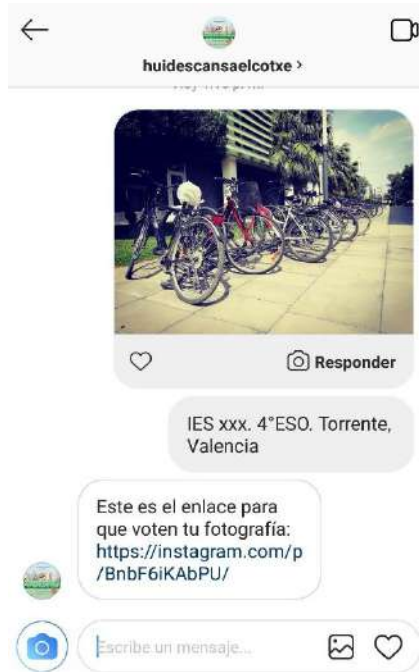 huidescansaelcotxe >
Responder
IES xxx. 4°ESO. Torrente,
Valencia
Este es el enlace para
que voten tu fotografía:
https://instagram.com/p
/BnbF6iKAbPU/
Escribe un mensaje...